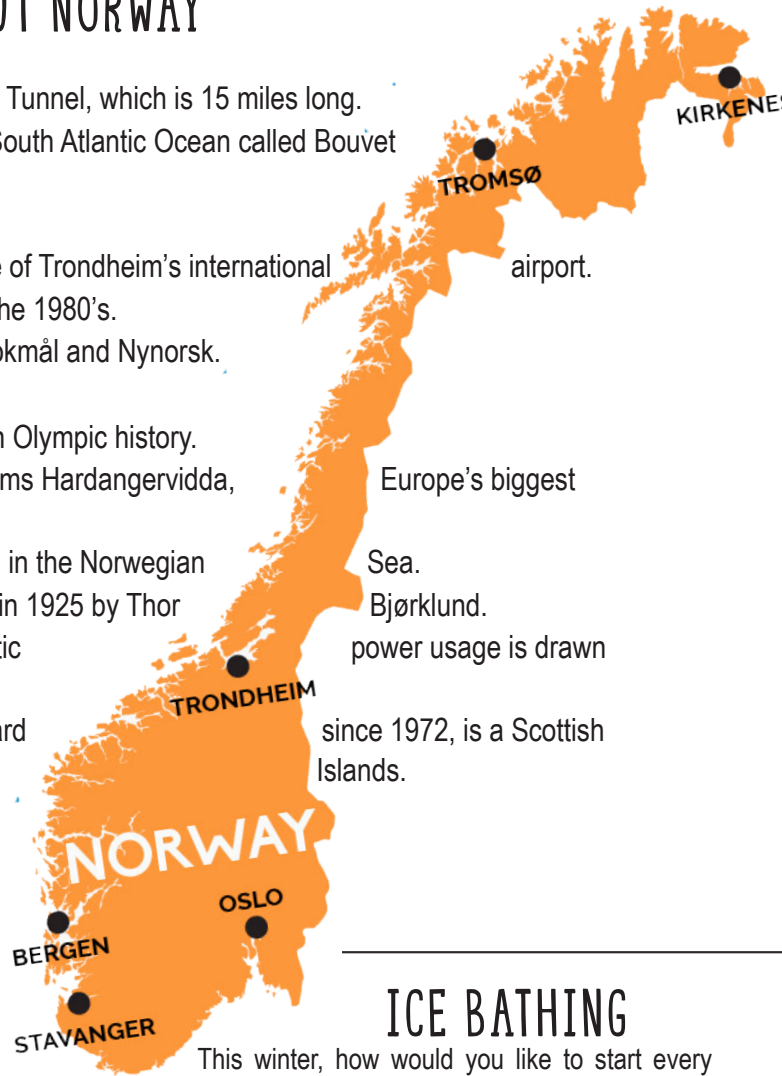 UT NORWAY
Tunnel, which is 15 miles long.
South Atlantic Ocean called Bouvet
KIRKENES
TROMSØ
e of Trondheim's international airport.
he 1980's.
okmål and Nynorsk.
n Olympic history.
ms Hardangervidda, Europe's biggest
in the Norwegian Sea.
in 1925 by Thor Bjørklund.
tic power usage is drawn
TRONDHEIM
ard since 1972, is a Scottish
Islands.
NORWAY
OSLO
BERGEN
STAVANGER
ICE BATHING
This winter, how would you like to start every